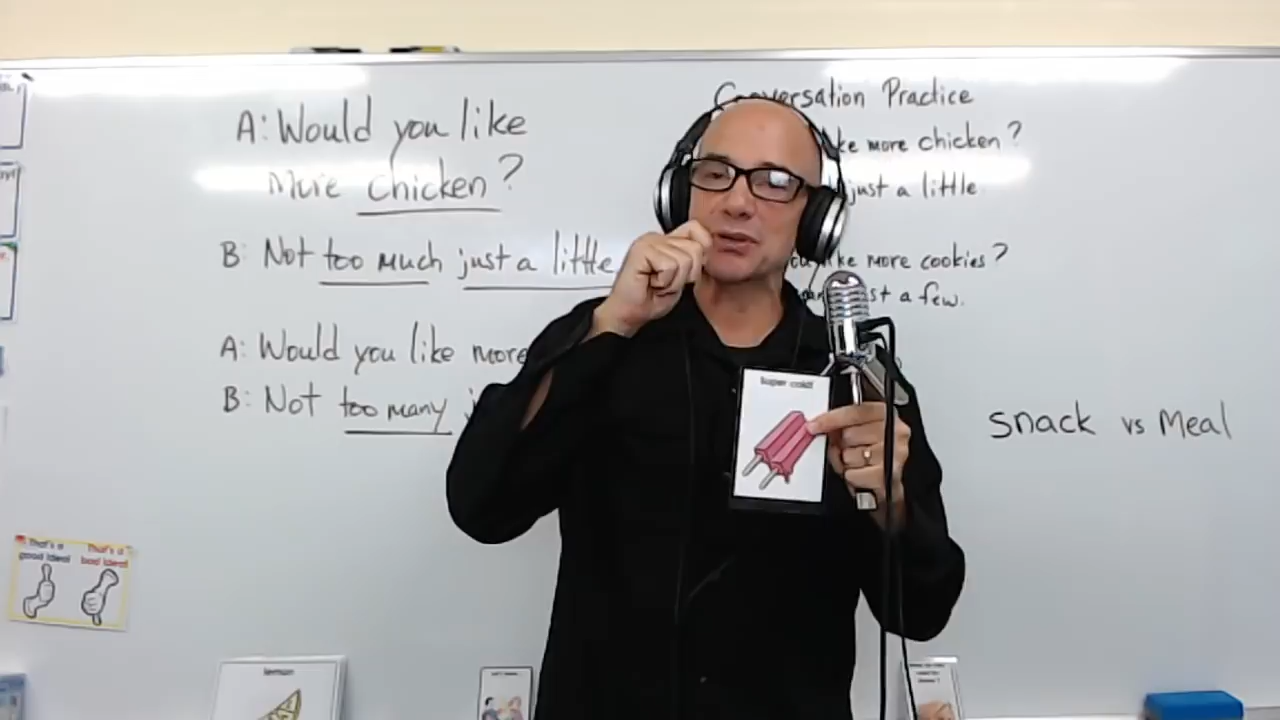 A: Would you like
more chicken?
B: Not too much just a little
A: Would you like more
B: Not too many
Conversation Practice
ke more chicken?
just a little
ke more cookies?
st a few.
Snack vs Meal
Super cold!
That's a good idea!
That's a bad idea!
lemon